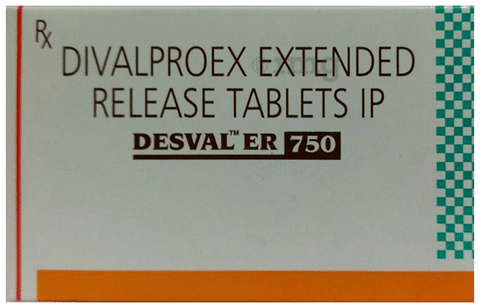 Rx
DIVALPROEX EXTENDED
RELEASE TABLETS IP
DESVAL™ ER 750